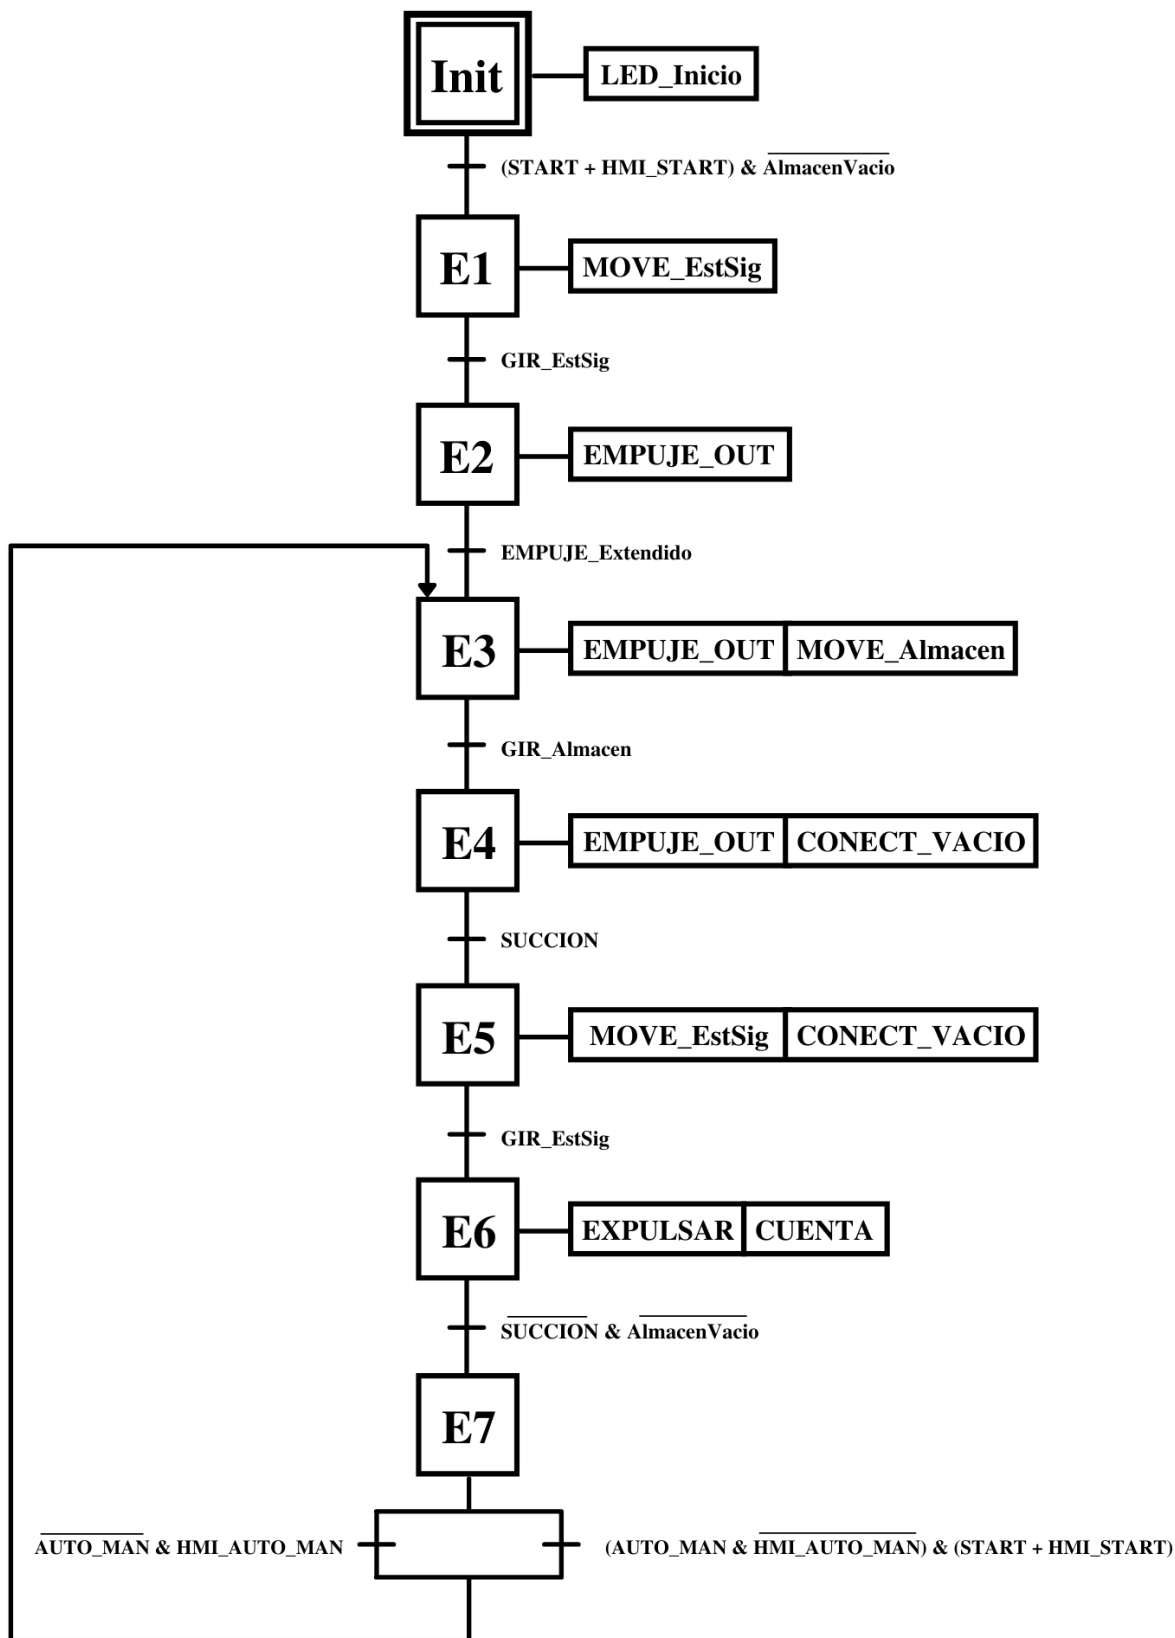 Init
LED_Inicio
(START + HMI_START) & AlmacenVacio
E1
MOVE_EstSig
GIR_EstSig
E2
EMPUJE_OUT
EMPUJE_Extendido
E3
EMPUJE_OUT MOVE_Almacen
GIR_Almacen
E4
EMPUJE_OUT CONECT_VACIO
SUCCION
E5
MOVE_EstSig CONECT_VACIO
GIR_EstSig
E6
EXPULSAR CUENTA
SUCCION & AlmacenVacio
E7
AUTO_MAN & HMI_AUTO_MAN
(AUTO_MAN & HMI_AUTO_MAN) & (START + HMI_START)